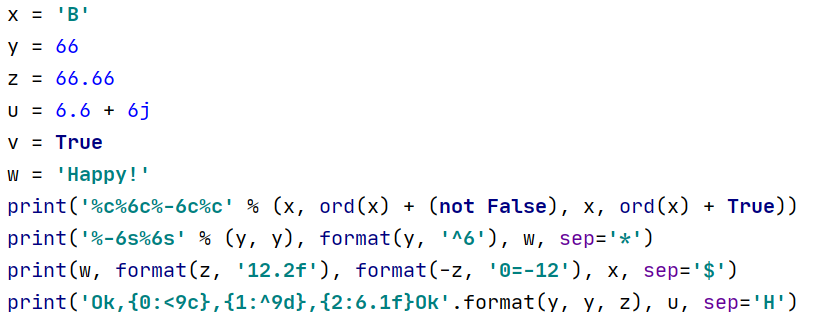 x = 'B'
y = 66
z = 66.66
u = 6.6 + 6j
v = True
w = 'Happy!'
print('%c%6c%-6c%c' % (x, ord(x) + (not False), x, ord(x) + True))
print('%-6s%6s' % (y, y), format(y, '^6'), w, sep='*')
print(w, format(z, '12.2f'), format(-z, '0=-12'), x, sep='$')
print('Ok,{0:<9c},{1:^9d},{2:6.1f}Ok'.format(y, y, z), u, sep='H')